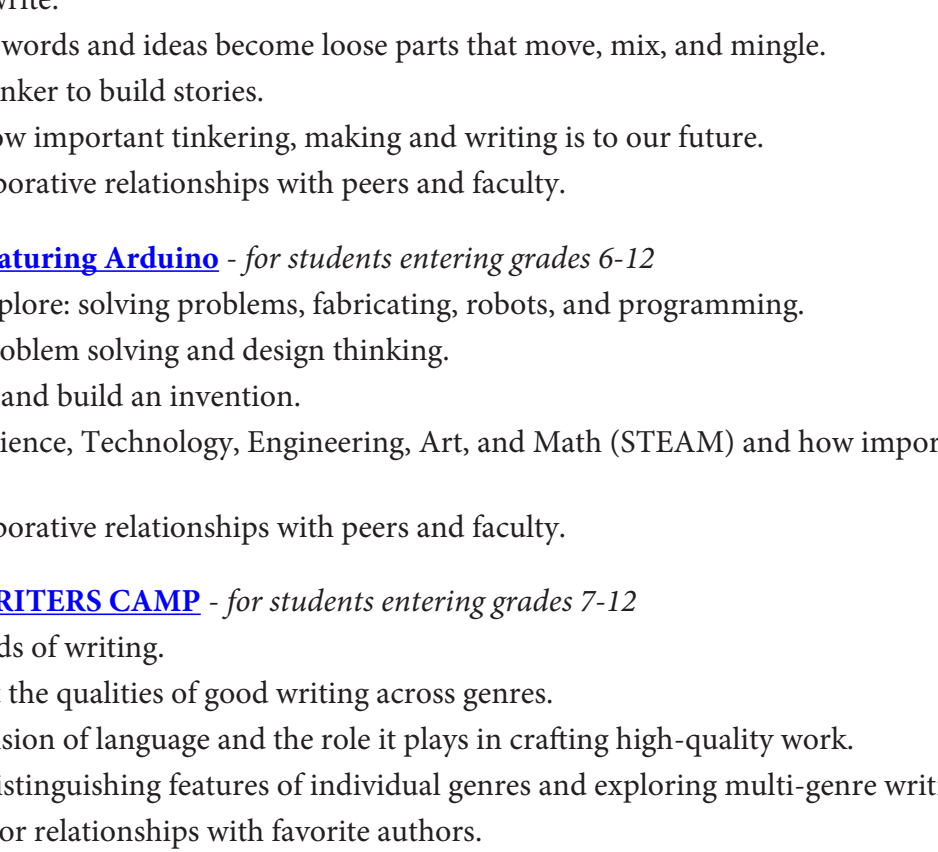 write.
words and ideas become loose parts that move, mix, and mingle.
nker to build stories.
ow important tinkering, making and writing is to our future.
borative relationships with peers and faculty.
aturing Arduino - for students entering grades 6-12
plore: solving problems, fabricating, robots, and programming.
oblem solving and design thinking.
and build an invention.
ience, Technology, Engineering, Art, and Math (STEAM) and how impor
borative relationships with peers and faculty.
RITERS CAMP - for students entering grades 7-12
ds of writing.
the qualities of good writing across genres.
sion of language and the role it plays in crafting high-quality work.
istinguishing features of individual genres and exploring multi-genre writ
or relationships with favorite authors.